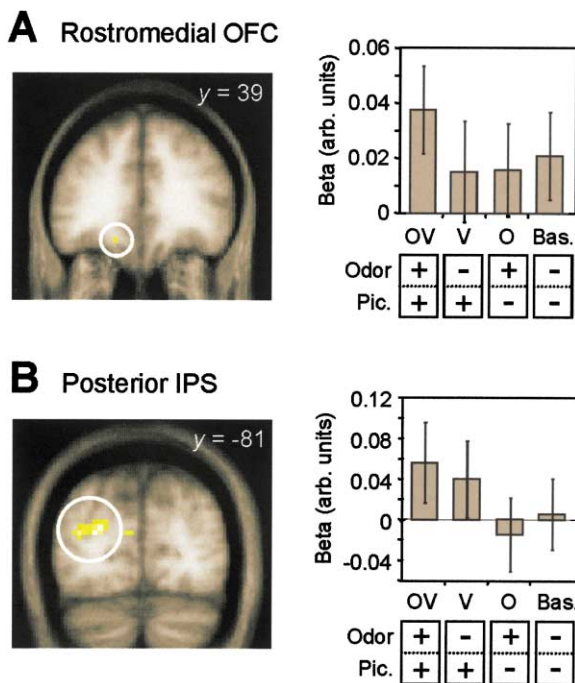 A Rostromedial OFC
y = 39
Beta (arb. units)
0.06
0.04
0.02
0
OV V O Bas.
Odor + - + -
Pic. + + - -
B Posterior IPS
y = -81
Beta (arb. units)
0.12
0.08
0.04
0
-0.04
OV V O Bas.
Odor + - + -
Pic. + + - -